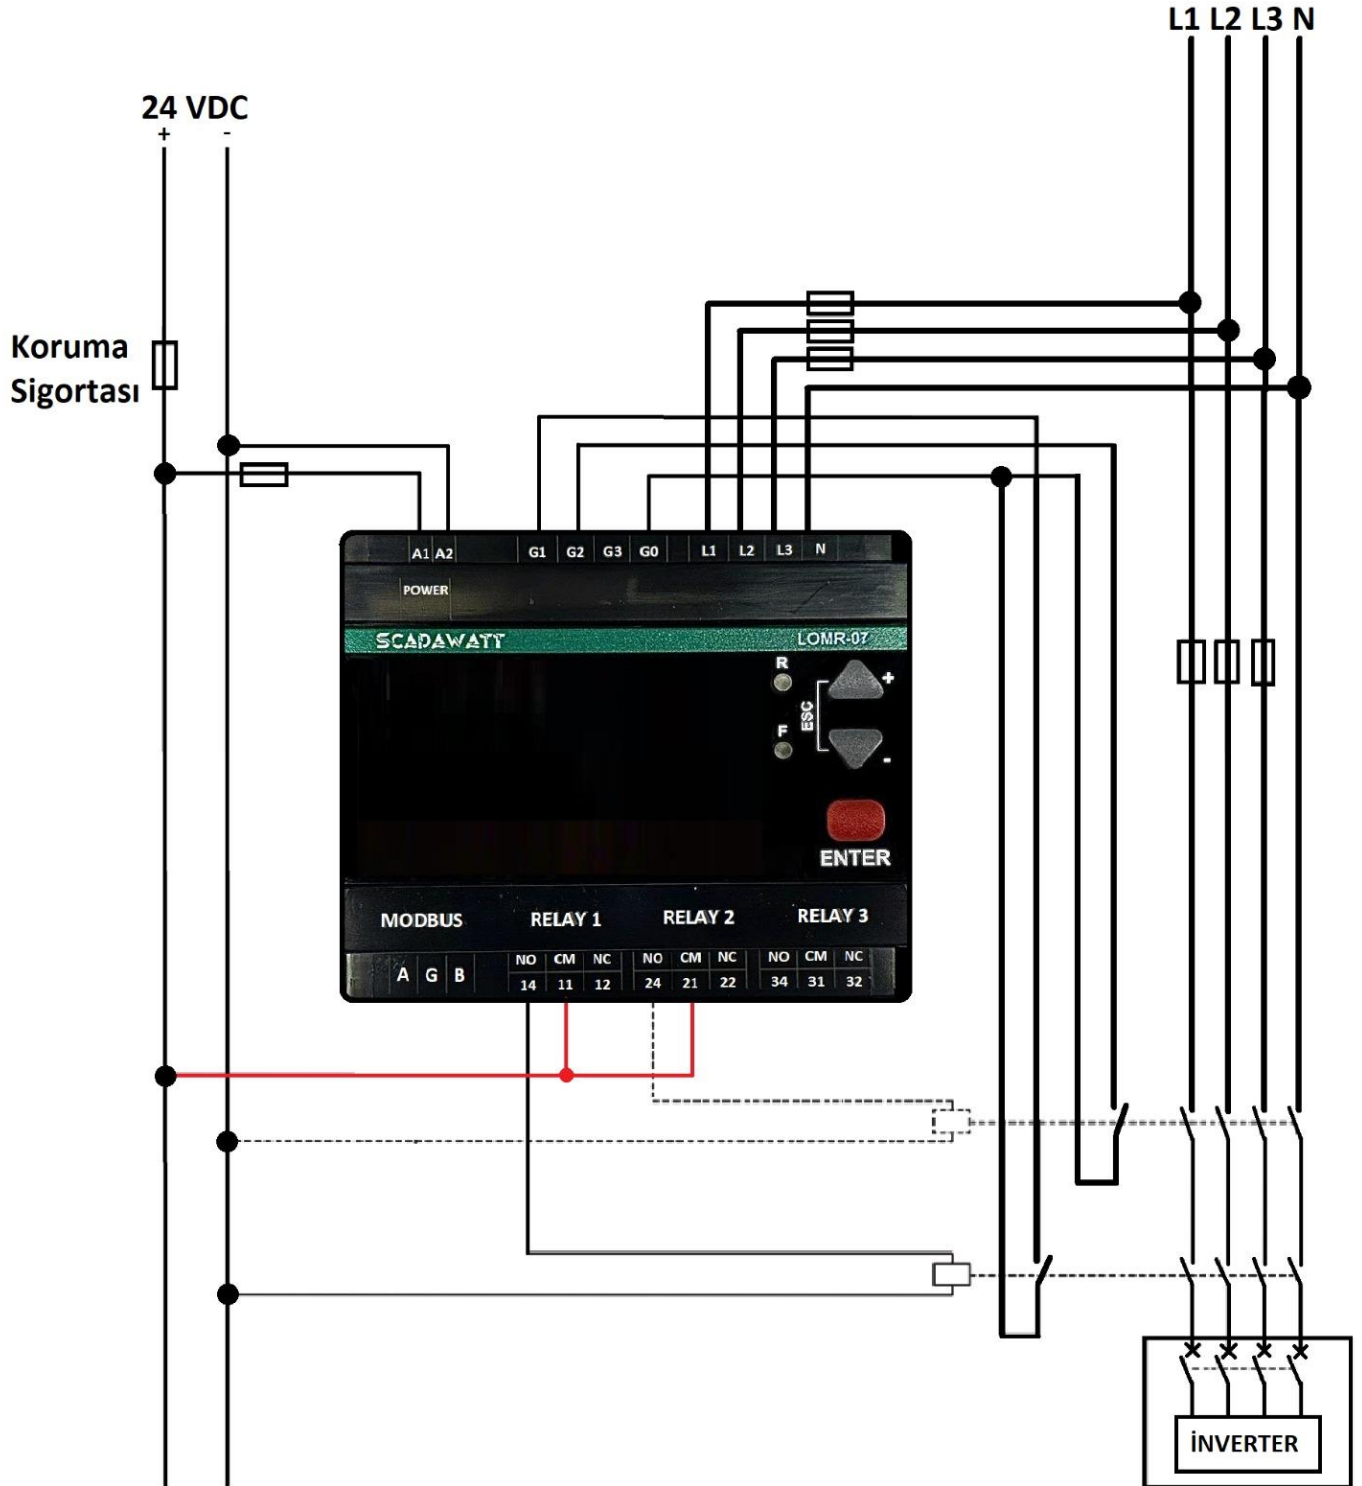 L1 L2 L3 N
24 VDC
+ -
Koruma
Sigortası
A1 A2 G1 G2 G3 G0 L1 L2 L3 N
POWER
SCADAWATT LOMR-07
R
+
ESC
F
-
ENTER
MODBUS RELAY 1 RELAY 2 RELAY 3
NO CM NC NO CM NC NO CM NC
A G B 14 11 12 24 21 22 34 31 32
İNVERTER